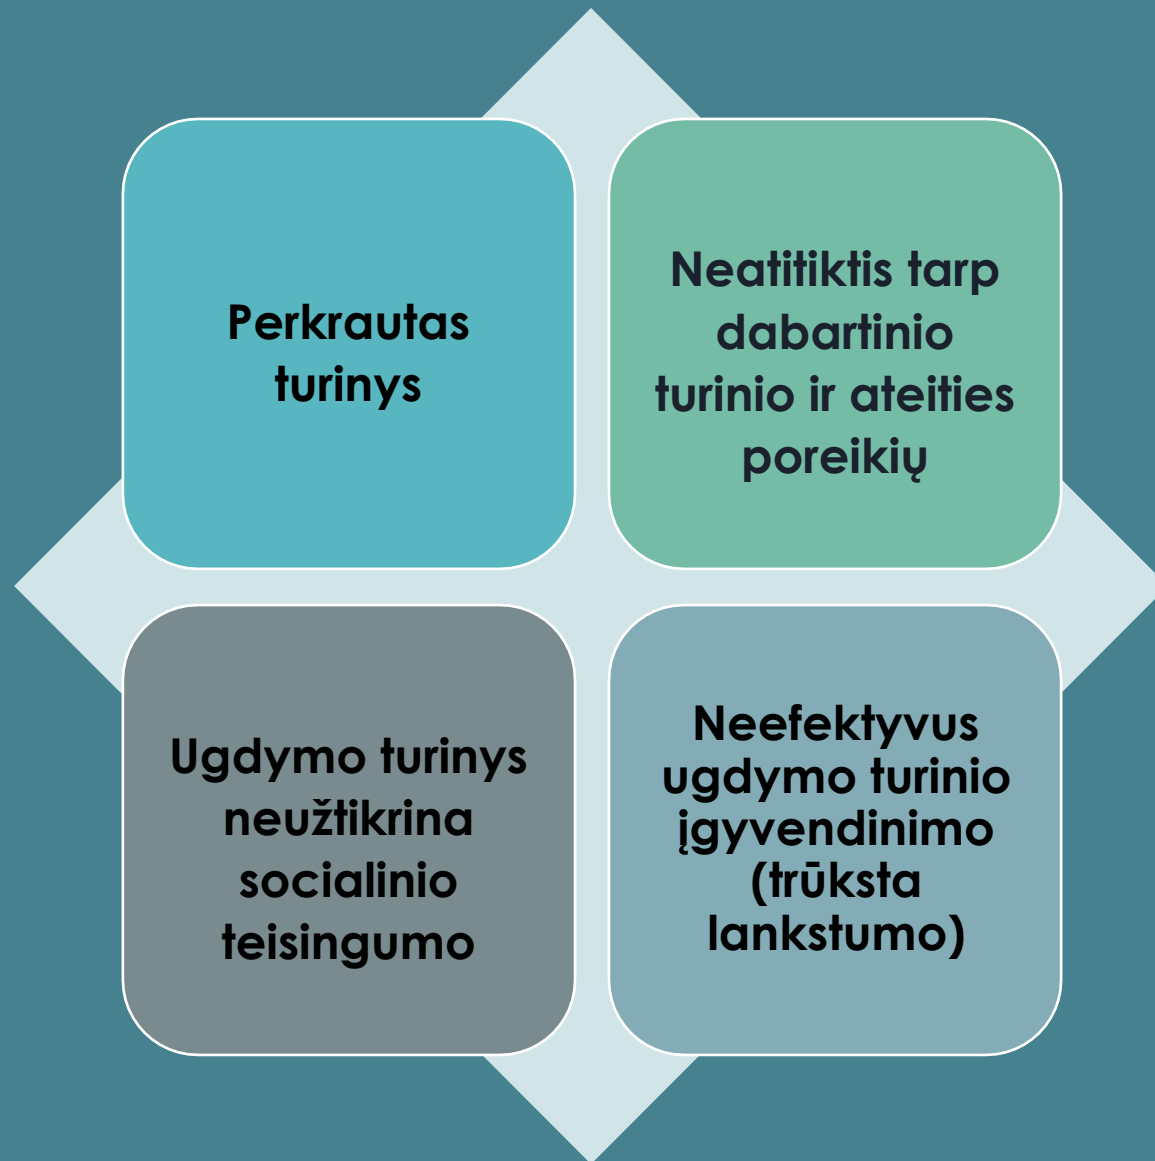 Perkrautas
turinys
Neatitiktis tarp
dabartinio
turinio ir ateities
poreikių
Ugdymo turinys
neužtikrina
socialinio
teisingumo
Neefektyvus
ugdymo turinio
įgyvendinimo
(trūksta
lankstumo)